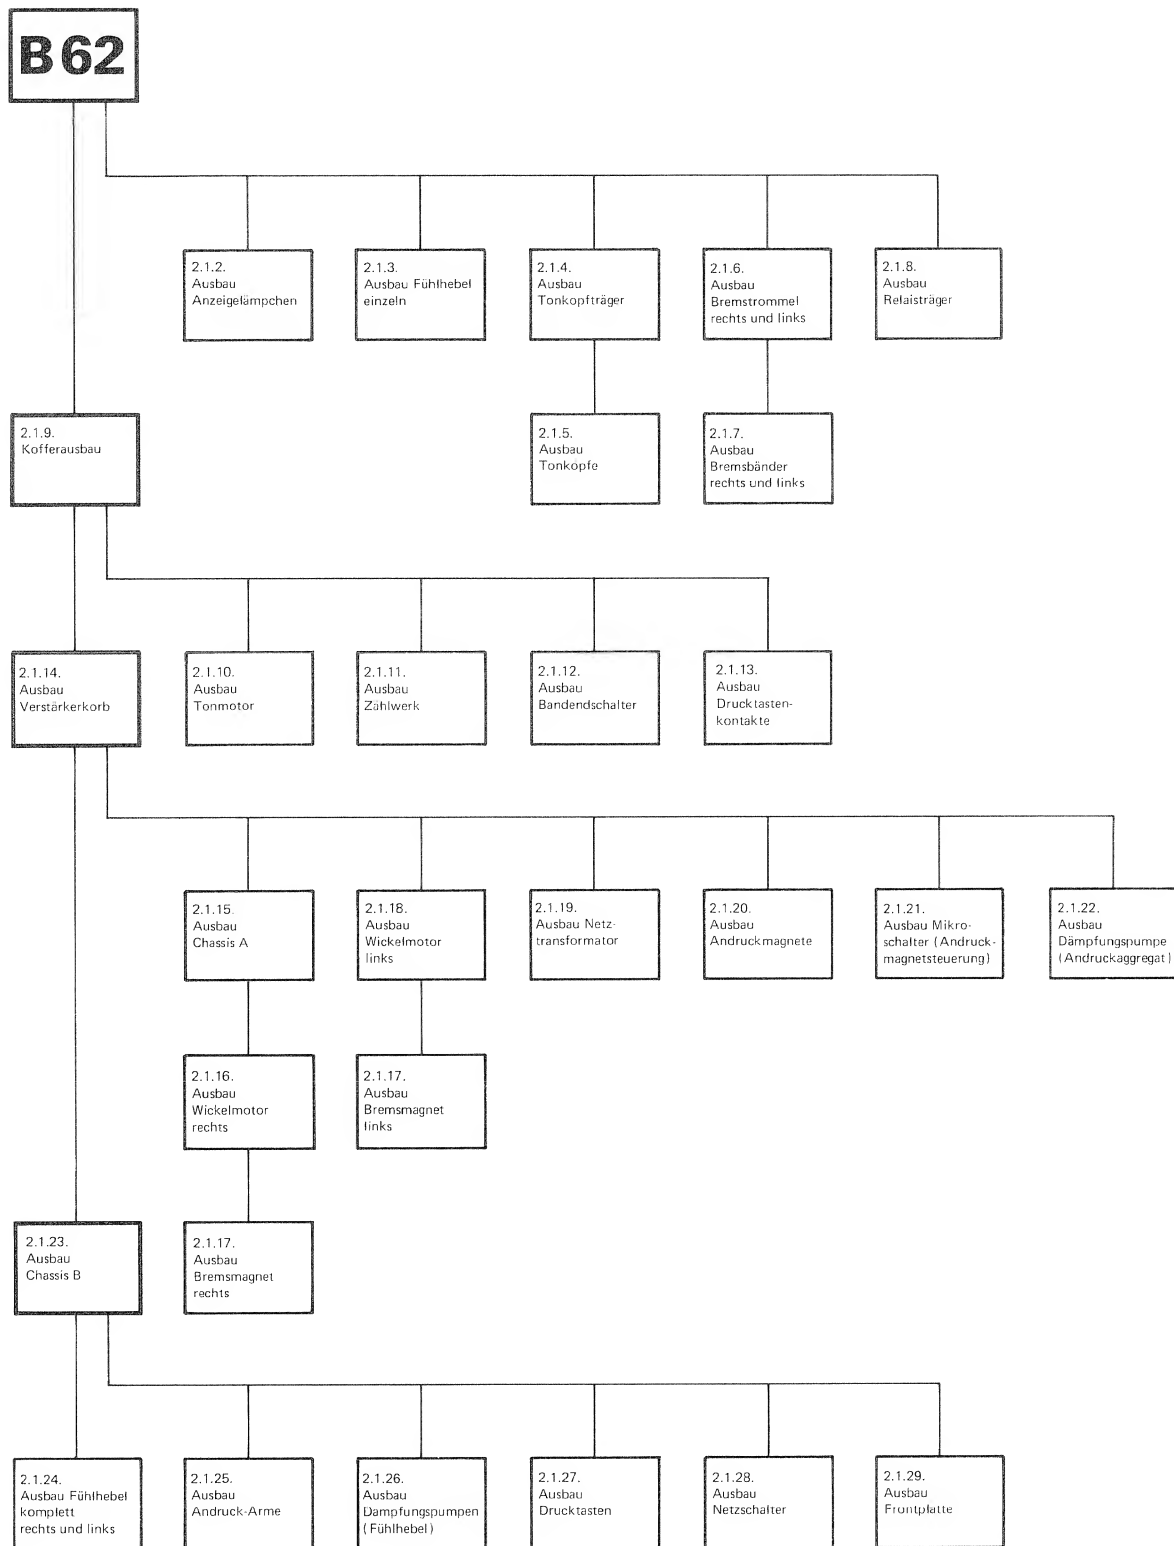 B62
2.1.2.
Ausbau
Anzeigelämpchen
2.1.3.
Ausbau Fühlhebel
einzeln
2.1.4.
Ausbau
Tonkopfträger
2.1.6.
Ausbau
Bremstrommel
rechts und links
2.1.8.
Ausbau
Relaisträger
2.1.9.
Kofferausbau
2.1.5.
Ausbau
Tonkopfe
2.1.7.
Ausbau
Bremsbänder
rechts und links
2.1.14.
Ausbau
Verstärkerkorb
2.1.10.
Ausbau
Tonmotor
2.1.11.
Ausbau
Zählwerk
2.1.12.
Ausbau
Bandendschalter
2.1.13.
Ausbau
Drucktasten-
kontakte
2.1.15.
Ausbau
Chassis A
2.1.18.
Ausbau
Wickelmotor
links
2.1.19.
Ausbau Netz-
transformator
2.1.20.
Ausbau
Andruckmagnete
2.1.21.
Ausbau Mikro-
schalter (Andruck-
magnetsteuerung)
2.1.22.
Ausbau
Dämpfungspumpe
(Andruckaggregat)
2.1.16.
Ausbau
Wickelmotor
rechts
2.1.17.
Ausbau
Bremsmagnet
links
2.1.23.
Ausbau
Chassis B
2.1.17.
Ausbau
Bremsmagnet
rechts
2.1.24.
Ausbau Fühlhebel
komplett
rechts und links
2.1.25.
Ausbau
Andruck-Arme
2.1.26.
Ausbau
Dampfungspumpen
(Fühlhebel)
2.1.27.
Ausbau
Drucktasten
2.1.28.
Ausbau
Netzschalter
2.1.29.
Ausbau
Frontplatte